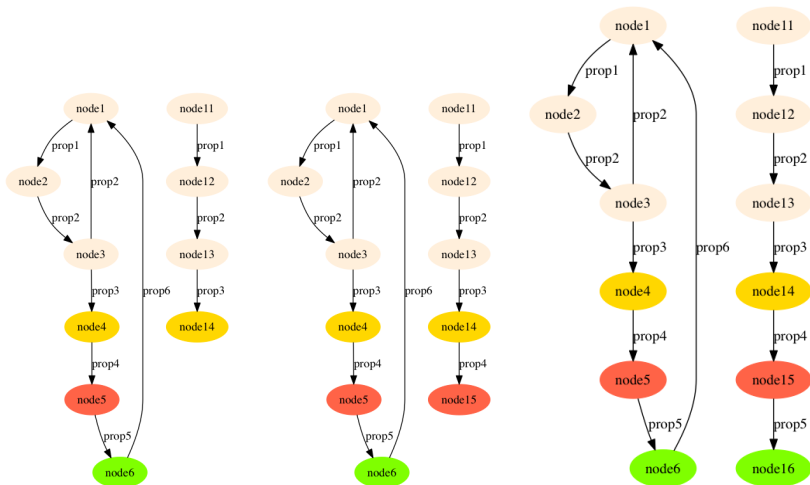 node1
node11
prop1
prop1
node2
node12
prop2
prop2
prop2
node3
node13
prop3
prop6
prop3
node4
node14
prop4
node5
prop5
node6
node1
node11
prop1
prop1
node2
node12
prop2
prop2
prop2
node3
node13
prop3
prop6
prop3
node4
node14
prop4
prop4
node5
node15
prop5
node6
node1
node11
prop1
prop1
node2
node12
prop2
prop2
prop2
node3
node13
prop3
prop6
prop3
node4
node14
prop4
prop4
node5
node15
prop5
prop5
node6
node16